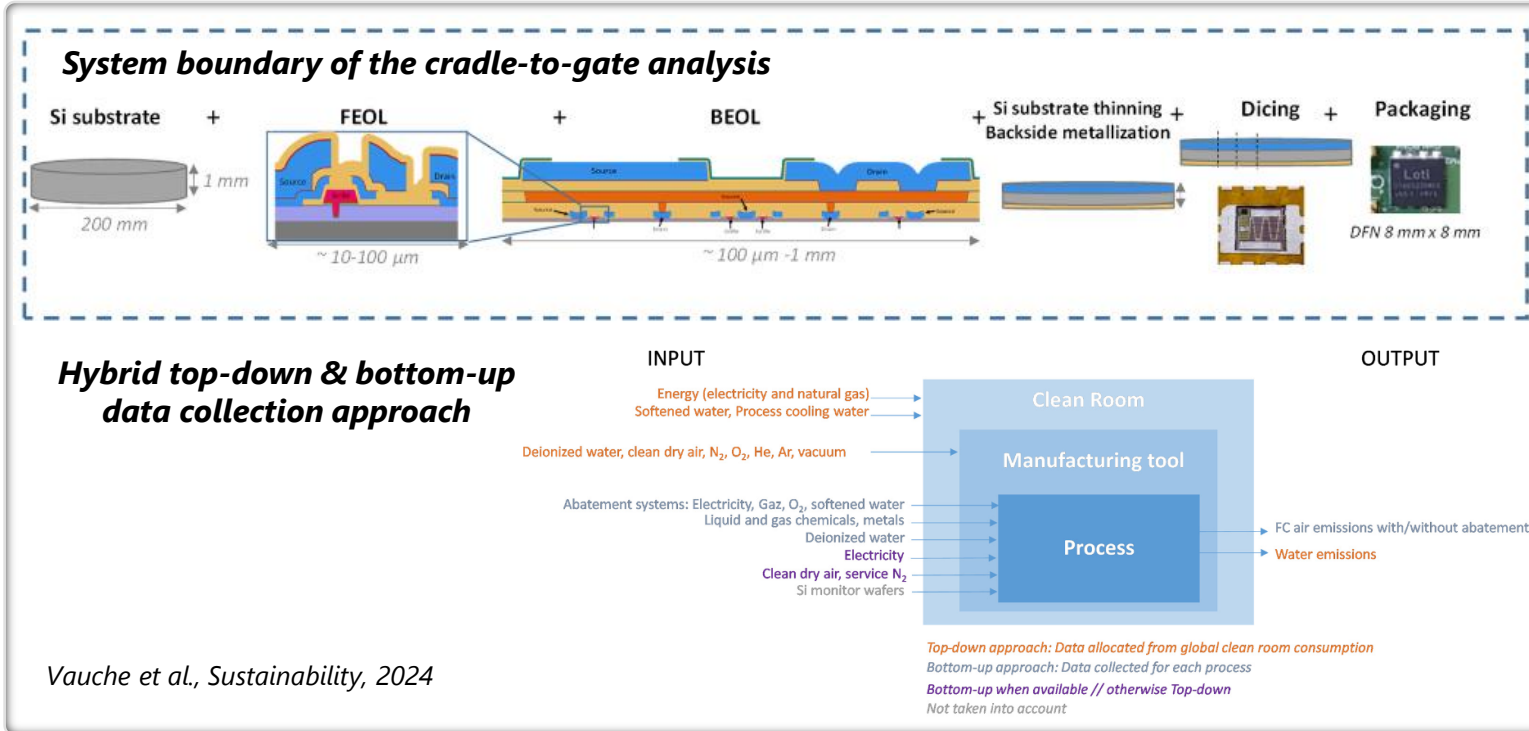 System boundary of the cradle-to-gate analysis
Si substrate + FEOL + BEOL + Si substrate thinning + Dicing + Packaging
Backside metallization
1 mm
200 mm
Source
Drain
~ 10-100 µm
Source
Drain
Source
Source
Drain
~ 100 µm -1 mm
Loti
DFN 8 mm x 8 mm
Hybrid top-down & bottom-up
data collection approach
INPUT
OUTPUT
Energy (electricity and natural gas)
Softened water, Process cooling water
Clean Room
Deionized water, clean dry air, N₂, O₂, He, Ar, vacuum
Manufacturing tool
Abatement systems: Electricity, Gaz, O₂, softened water
Liquid and gas chemicals, metals
Deionized water
Electricity
Clean dry air, service N₂
Si monitor wafers
Process
FC air emissions with/without abatement
Water emissions
Top-down approach: Data allocated from global clean room consumption
Bottom-up approach: Data collected for each process
Bottom-up when available // otherwise Top-down
Not taken into account
Vauche et al., Sustainability, 2024